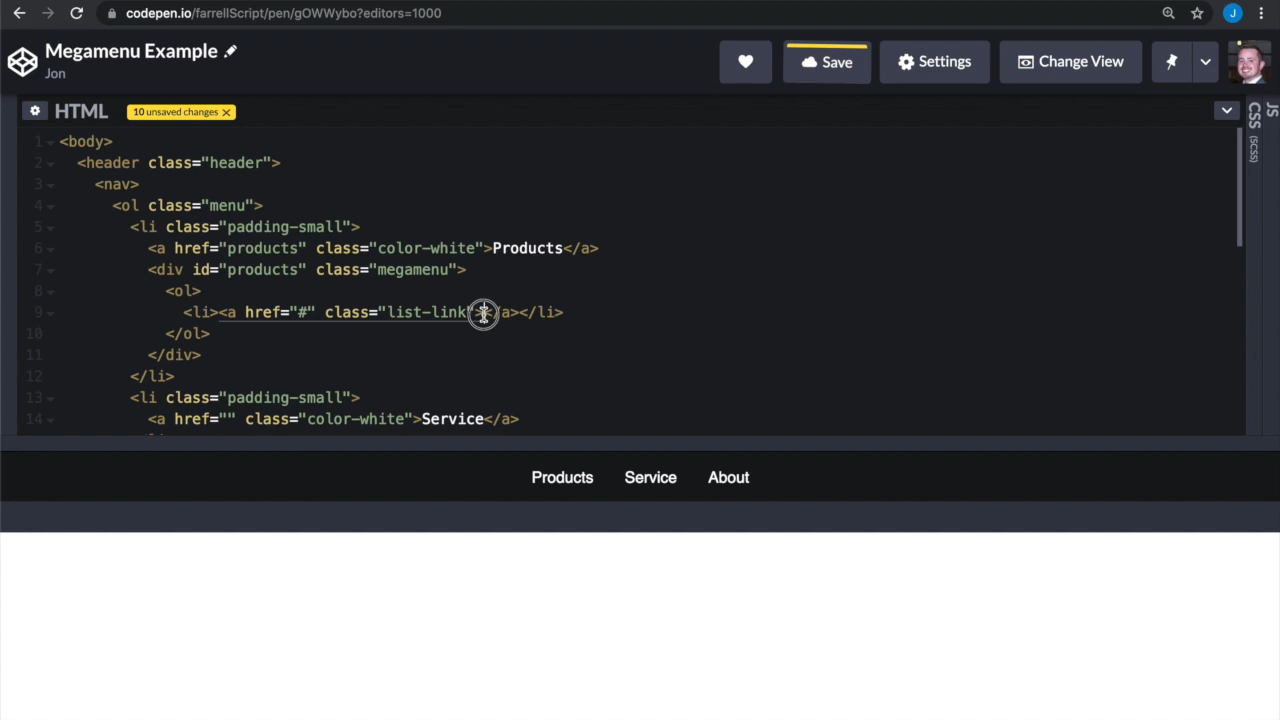 codepen.io/farrellScript/pen/gOWWybo?editors=1000
J
Megamenu Example
Jon
Save
Settings
Change View
HTML
10 unsaved changes
CSS
(SCSS)
JS
1 <body>
2 <header class="header">
3 <nav>
4 <ol class="menu">
5 <li class="padding-small">
6 <a href="products" class="color-white">Products</a>
7 <div id="products" class="megamenu">
8 <ol>
9 <li><a href="#" class="list-link"></a></li>
10 </ol>
11 </div>
12 </li>
13 <li class="padding-small">
14 <a href="" class="color-white">Service</a>
Products Service About